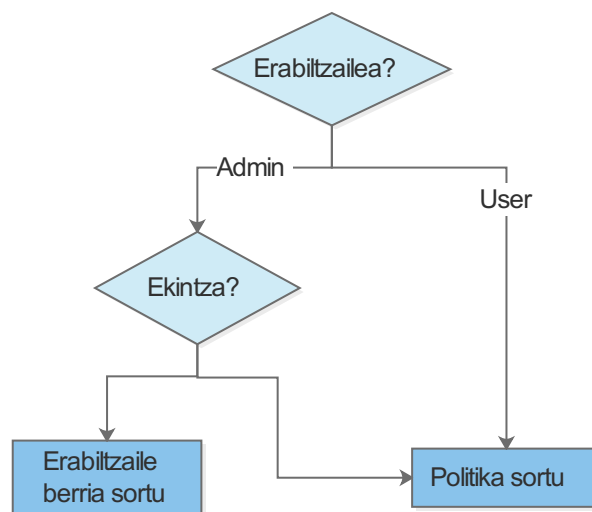 Erabiltzailea?
Admin
User
Ekintza?
Erabiltzaile
berria sortu
Politika sortu